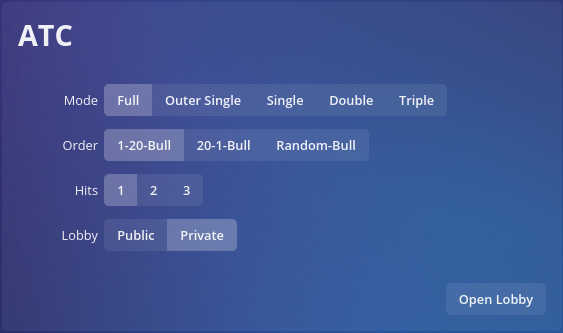 ATC
Mode Full Outer Single Single Double Triple
Order 1-20-Bull 20-1-Bull Random-Bull
Hits 1 2 3
Lobby Public Private
Open Lobby